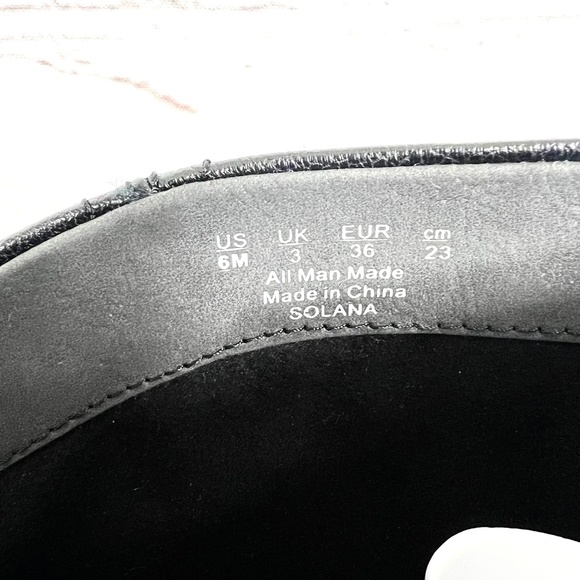 US UK EUR cm
6M 3 36 23
All Man Made
Made in China
SOLANA